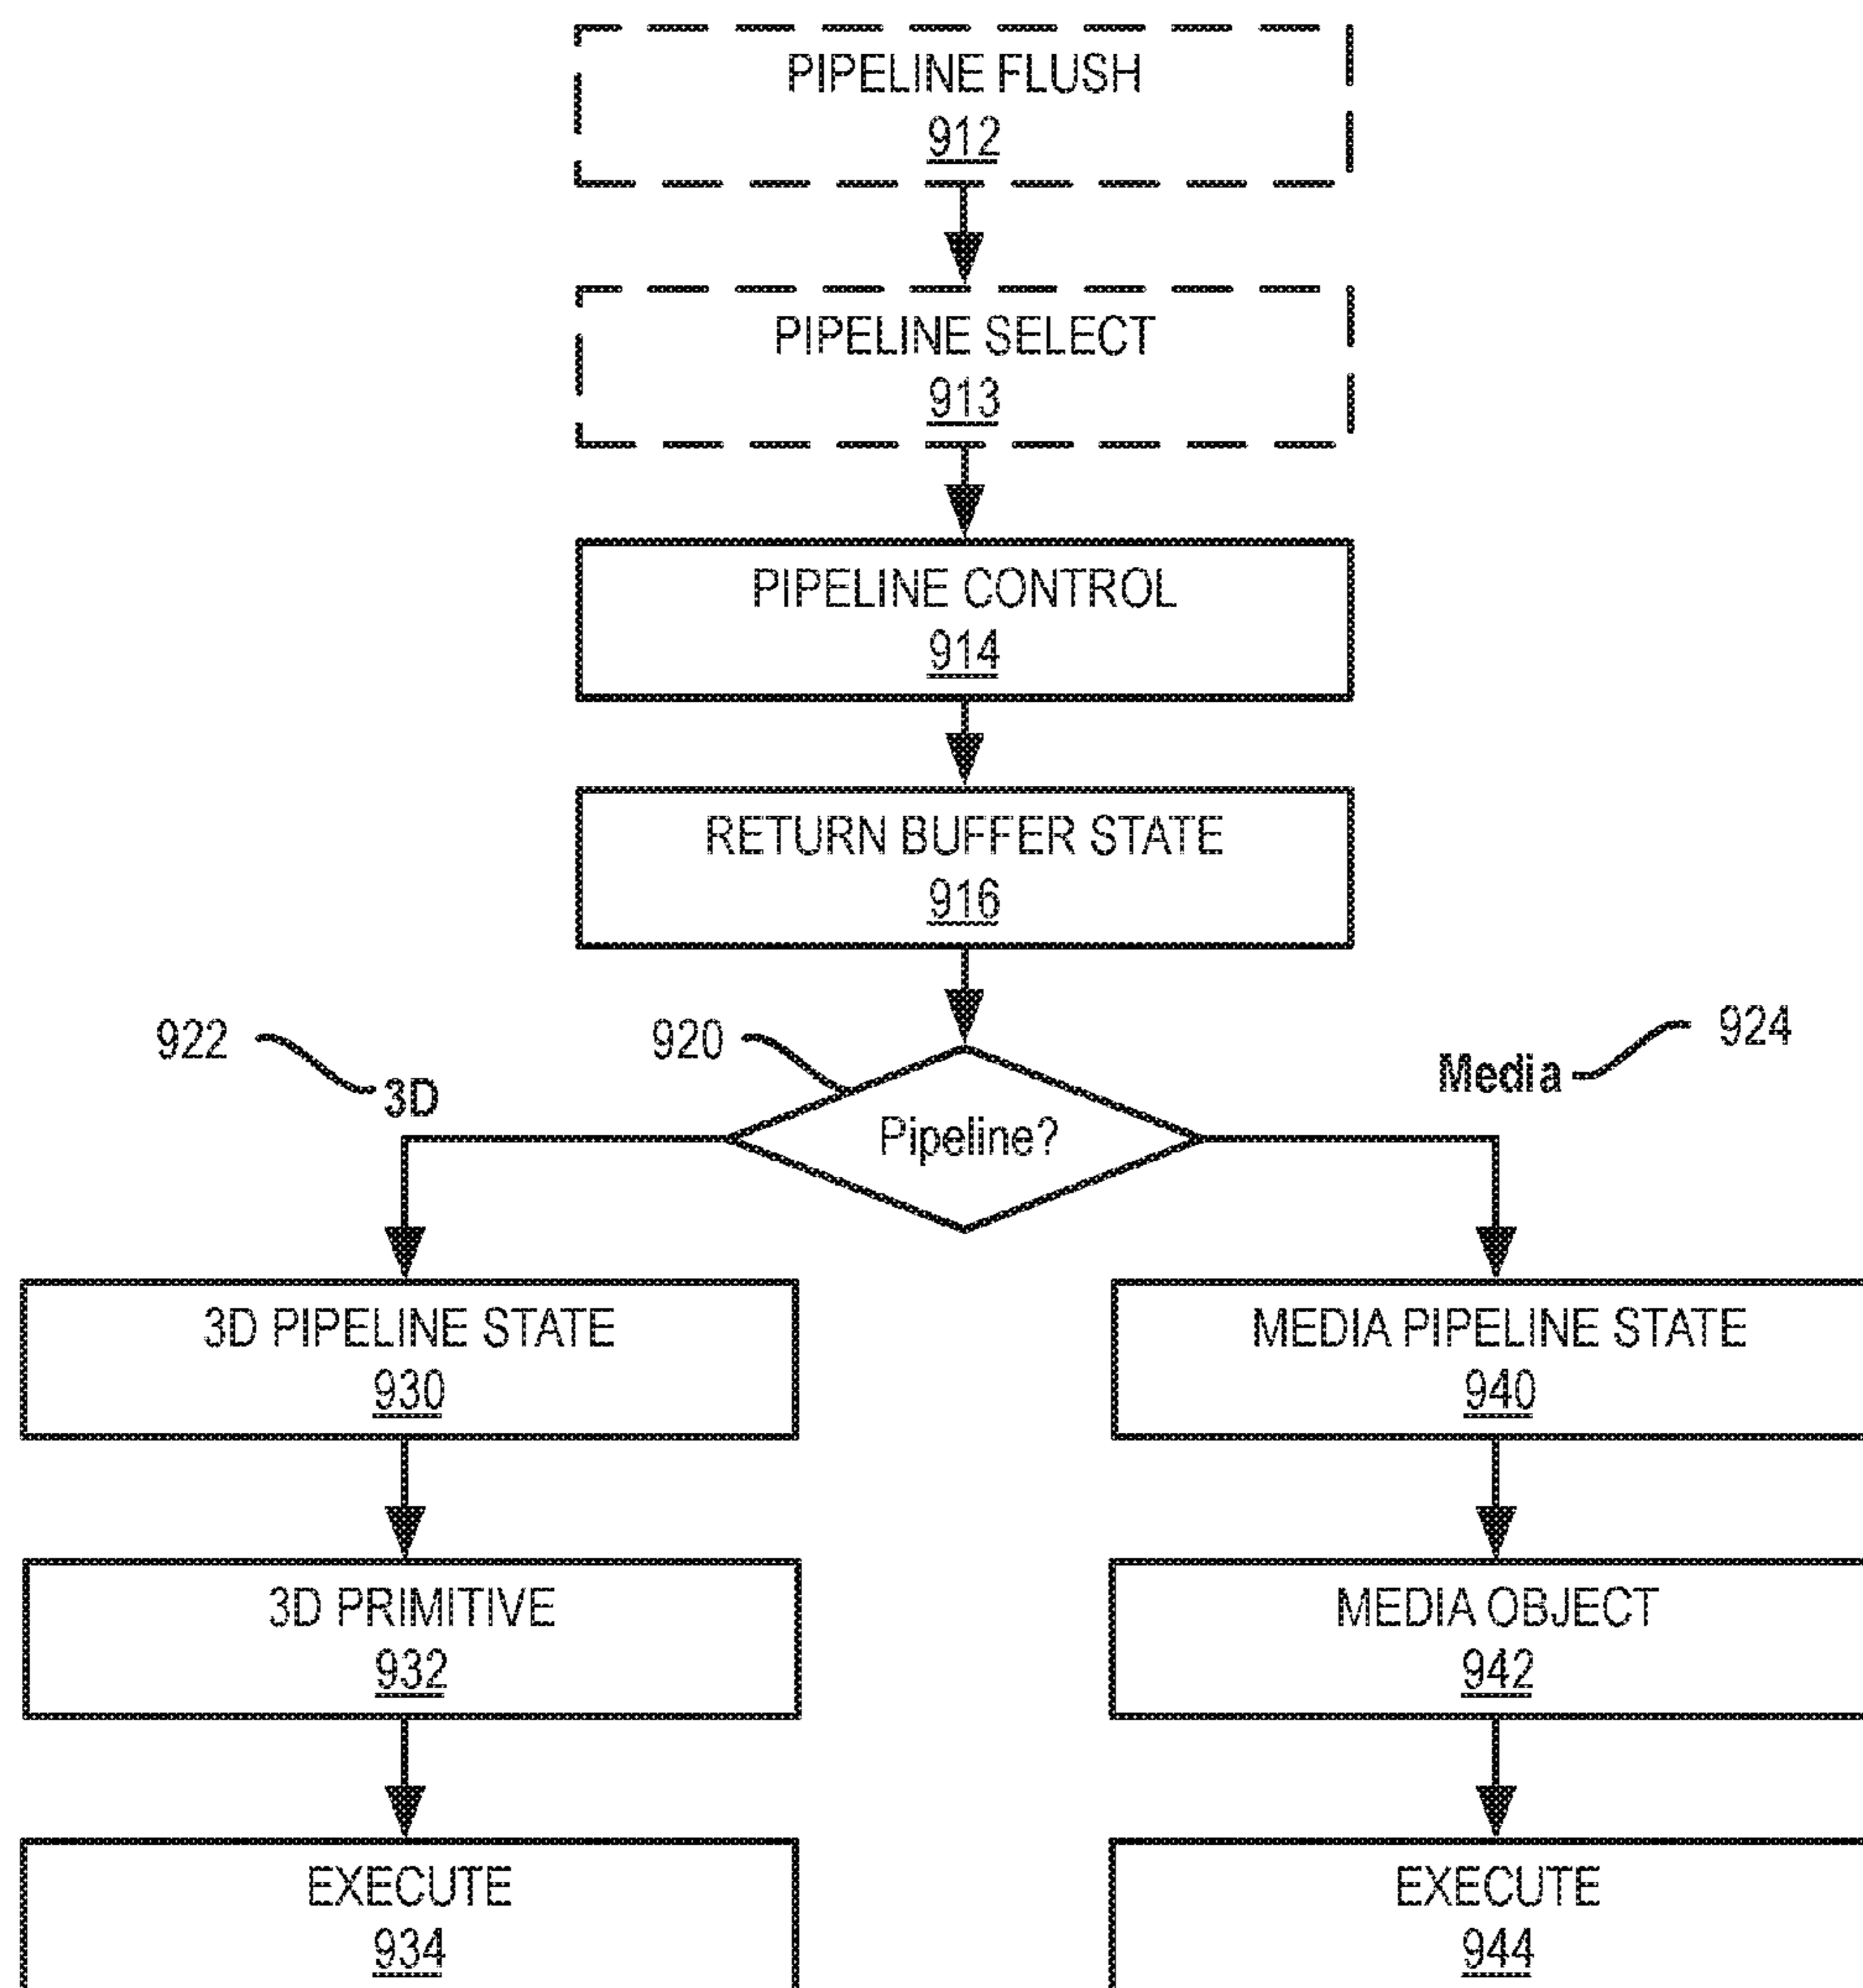 PIPELINE FLUSH
912
PIPELINE SELECT
913
PIPELINE CONTROL
914
RETURN BUFFER STATE
916
922
3D
920
Pipeline?
Media
924
3D PIPELINE STATE
930
MEDIA PIPELINE STATE
940
3D PRIMITIVE
932
MEDIA OBJECT
942
EXECUTE
934
EXECUTE
944